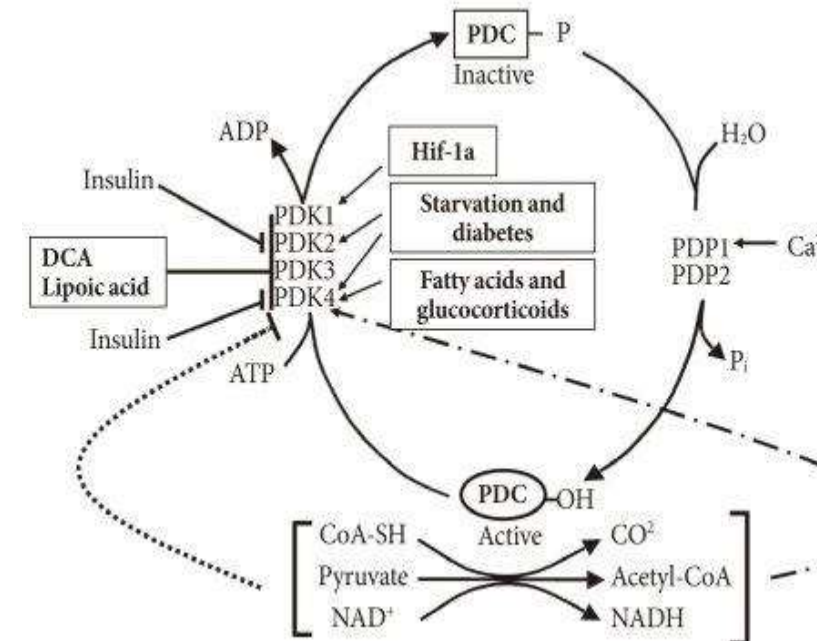 PDC – P
Inactive
ADP
H₂O
Hif-1a
Insulin
PDK1
Starvation and
diabetes
PDK2
PDP1
Ca
DCA
Lipoic acid
PDK3
PDP2
PDK4
Fatty acids and
glucocorticoids
Insulin
ATP
Pᵢ
PDC –OH
Active
CoA-SH
CO²
Pyruvate
Acetyl-CoA
NAD⁺
NADH